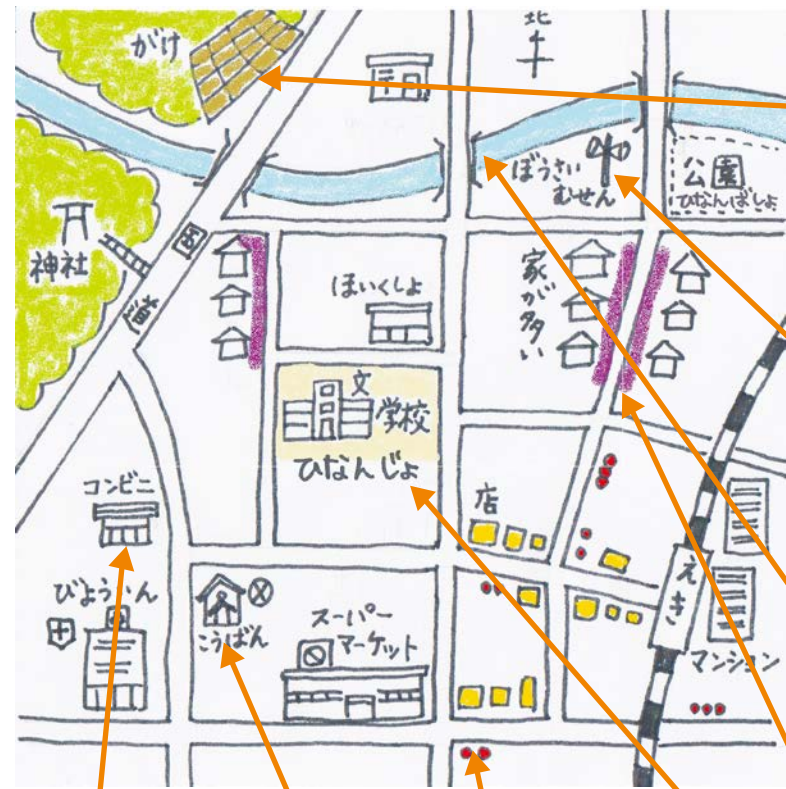 北
がけ
〒
ぼうさい
むせん
公園
ひなんばしょ
神社
国道
ほいくしょ
家が多い
文
学校
ひなんじょ
コンビニ
店
えき
びょういん
こうばん
スーパー
マーケット
マンション